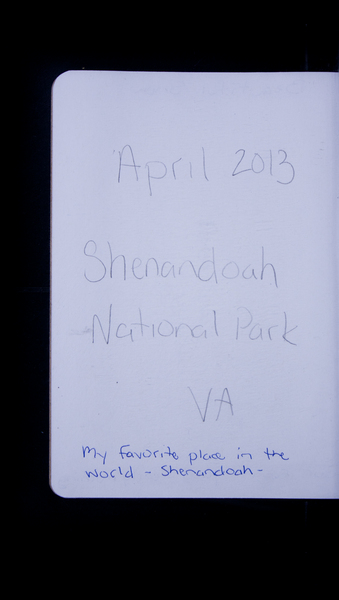 April 2013
Shenandoah
National Park
VA
My favorite place in the
world - Shenandoah -